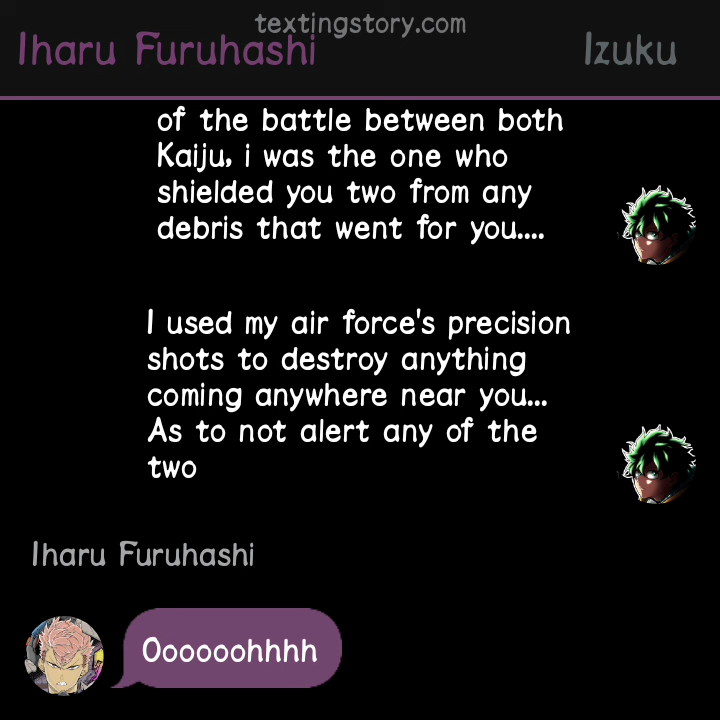 textingstory.com
Iharu Furuhashi
Izuku
of the battle between both
Kaiju, i was the one who
shielded you two from any
debris that went for you....
I used my air force's precision
shots to destroy anything
coming anywhere near you...
As to not alert any of the
two
Iharu Furuhashi
Oooooohhhh